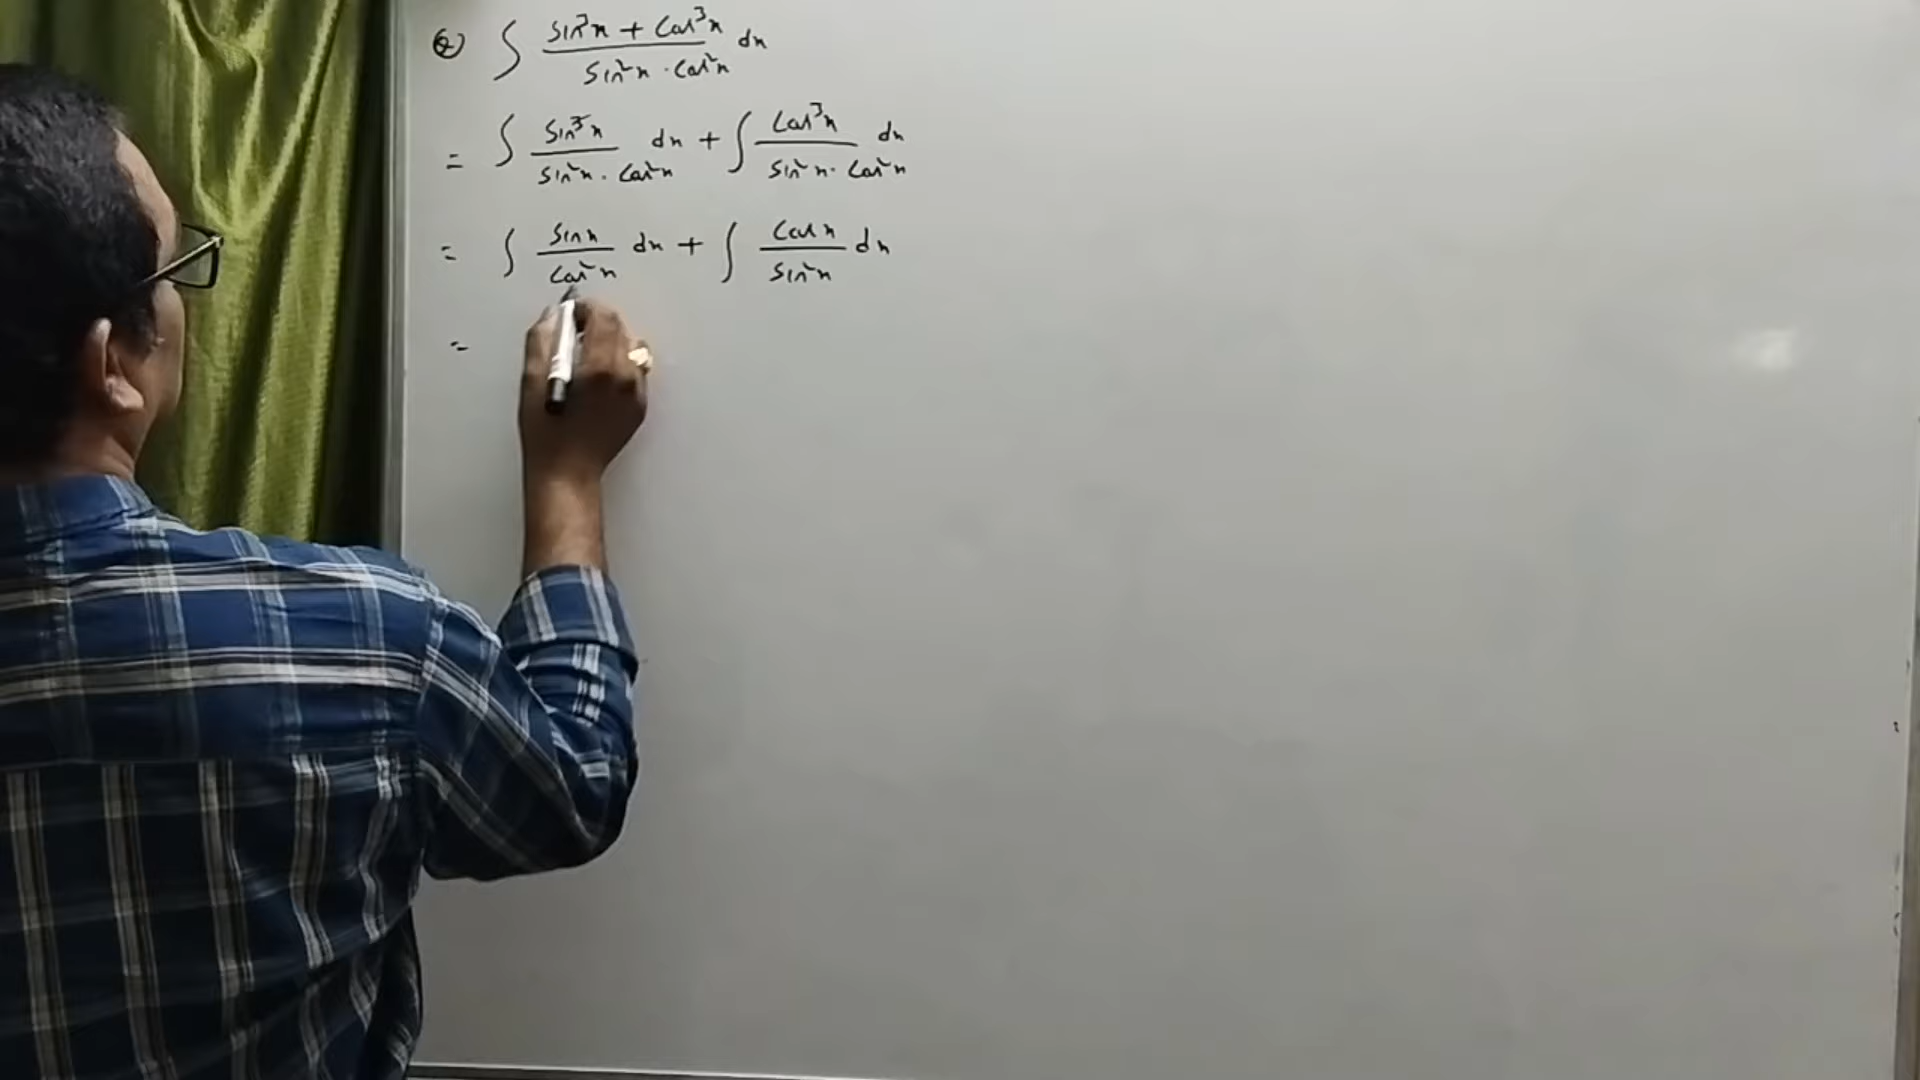 Q ∫ (sin³x + cos³x)/(sin²x · cos²x) dx
= ∫ sin³x/(sin²x · cos²x) dx + ∫ cos³x/(sin²x · cos²x) dx
= ∫ sinx/cos²x dx + ∫ cosx/sin²x dx
=